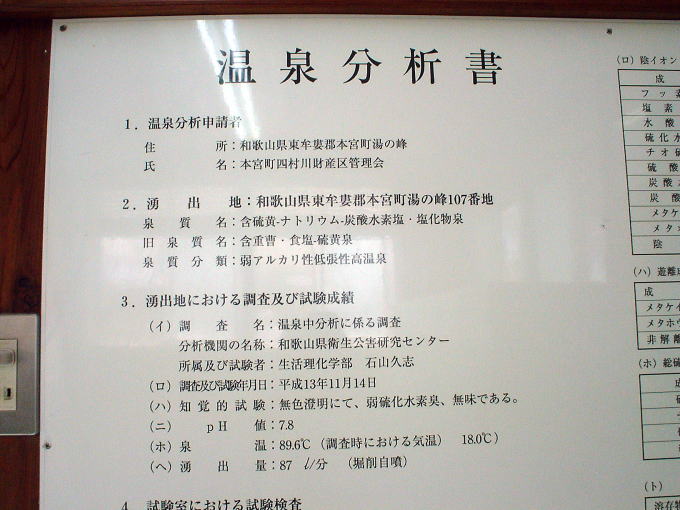 温泉分析書
1．温泉分析申請者
住　　所：和歌山県東牟婁郡本宮町湯の峰
氏　　名：本宮町四村川財産区管理会
2．湧出地：和歌山県東牟婁郡本宮町湯の峰107番地
泉質名：含硫黄-ナトリウム-炭酸水素塩・塩化物泉
旧泉質名：含重曹・食塩-硫黄泉
泉質分類：弱アルカリ性低張性高温泉
3．湧出地における調査及び試験成績
（イ）調査名：温泉中分析に係る調査
分析機関の名称：和歌山県衛生公害研究センター
所属及び試験者：生活理化学部　石山久志
（ロ）調査及び試験年月日：平成13年11月14日
（ハ）知覚的試験：無色澄明にて、弱硫化水素臭、無味である。
（ニ）pH値：7.8
（ホ）泉温：89.6℃（調査時における気温）　18.0℃）
（ヘ）湧出量：87　l/分　（掘削自噴）
4．試験室における試験検査
（ロ）陰イオン
成
フッ素
塩素
水酸
硫化水
チオ硫
硫酸
炭酸水
炭酸
メタケ
メタ
陰
（ハ）遊離成
成
メタケイ
メタホウ
非解離
（ホ）総硫
成
（ト）
溶存物